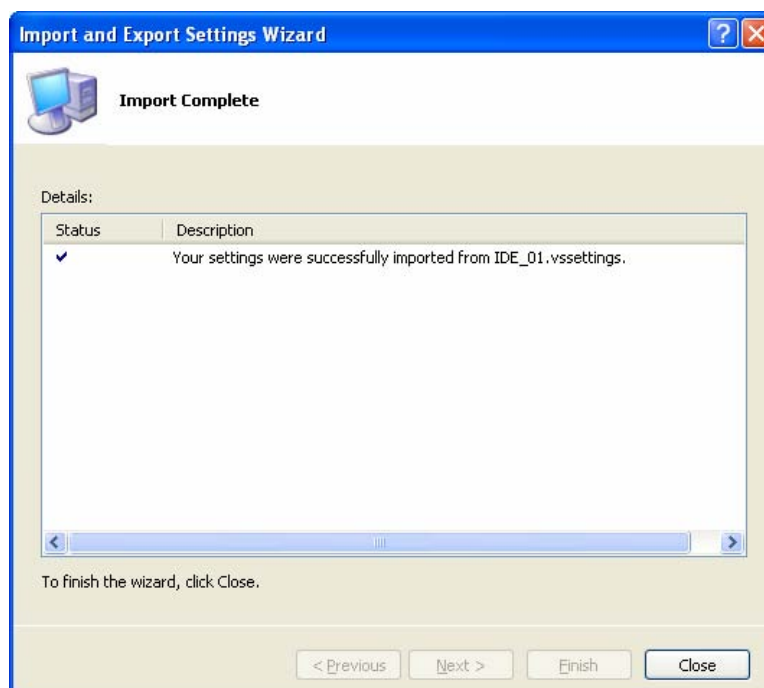 Import and Export Settings Wizard
Import Complete
Details:
Status Description
Your settings were successfully imported from IDE_01.vssettings.
To finish the wizard, click Close.
< Previous Next > Finish Close